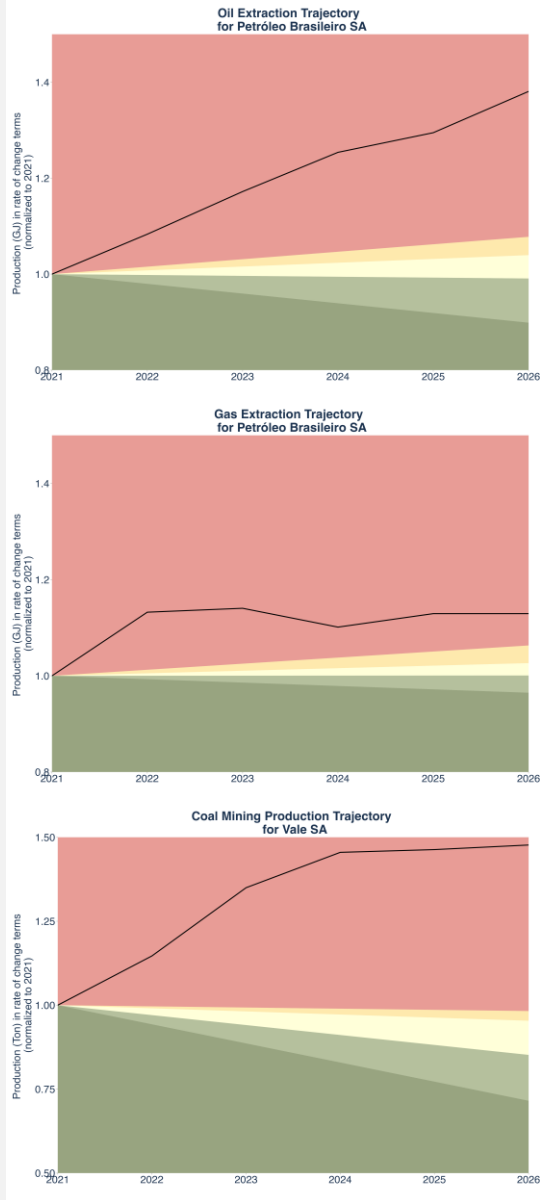 Oil Extraction Trajectory
for Petróleo Brasileiro SA
Production (GJ) in rate of change terms
(normalized to 2021)
1.4
1.2
1.0
0.8
2021 2022 2023 2024 2025 2026
Gas Extraction Trajectory
for Petróleo Brasileiro SA
Production (GJ) in rate of change terms
(normalized to 2021)
1.4
1.2
1.0
0.8
2021 2022 2023 2024 2025 2026
Coal Mining Production Trajectory
for Vale SA
Production (Ton) in rate of change terms
(normalized to 2021)
1.50
1.25
1.00
0.75
0.50
2021 2022 2023 2024 2025 2026